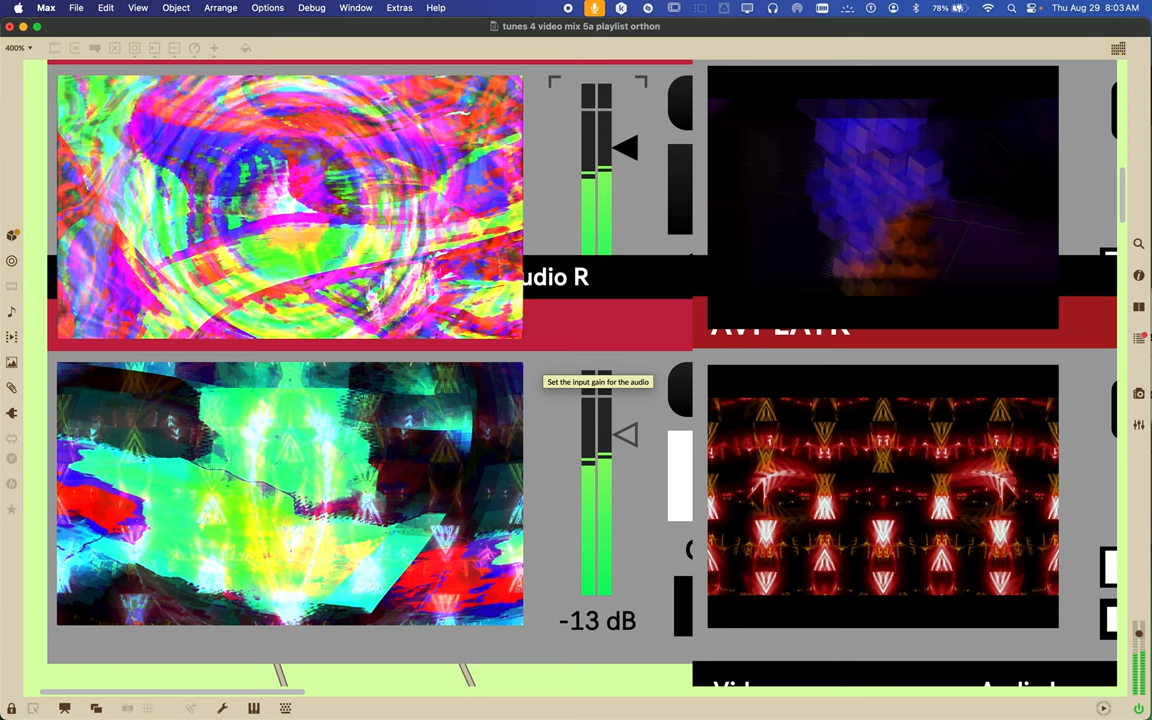 Max File Edit View Object Arrange Options Debug Window Extras Help
78% Thu Aug 29 8:03 AM
tunes 4 video mix 5a playlist orthon
400%
udio R
Set the input gain for the audio
-13 dB